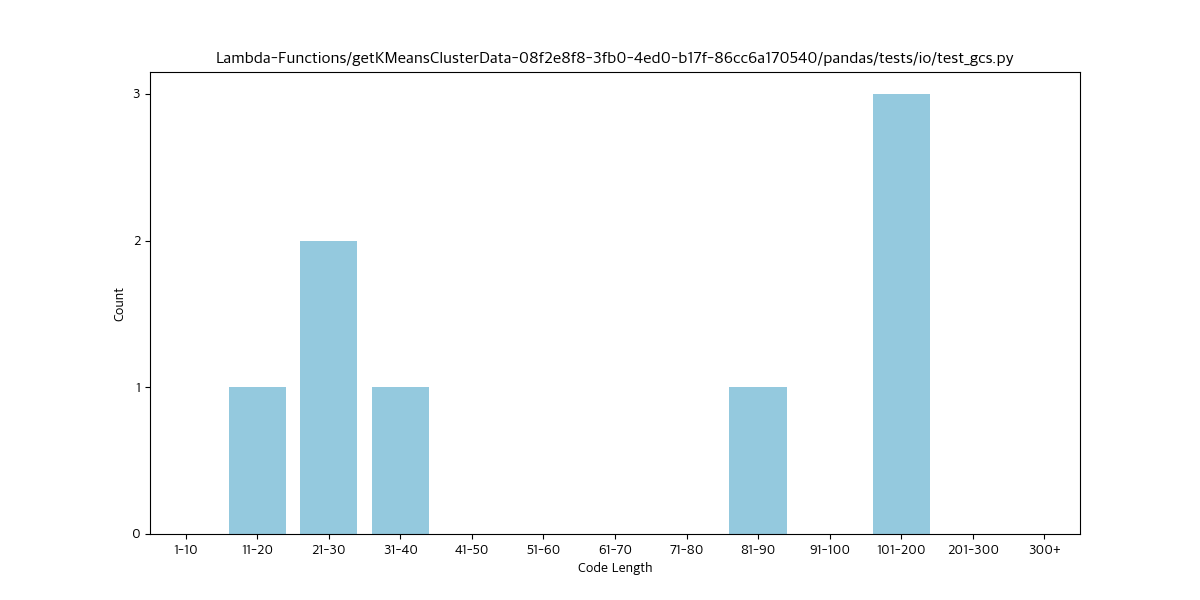 Lambda-Functions/getKMeansClusterData-08f2e8f8-3fb0-4ed0-b17f-86cc6a170540/pandas/tests/io/test_gcs.py
3
2
1
0
Count
1-10 11-20 21-30 31-40 41-50 51-60 61-70 71-80 81-90 91-100 101-200 201-300 300+
Code Length